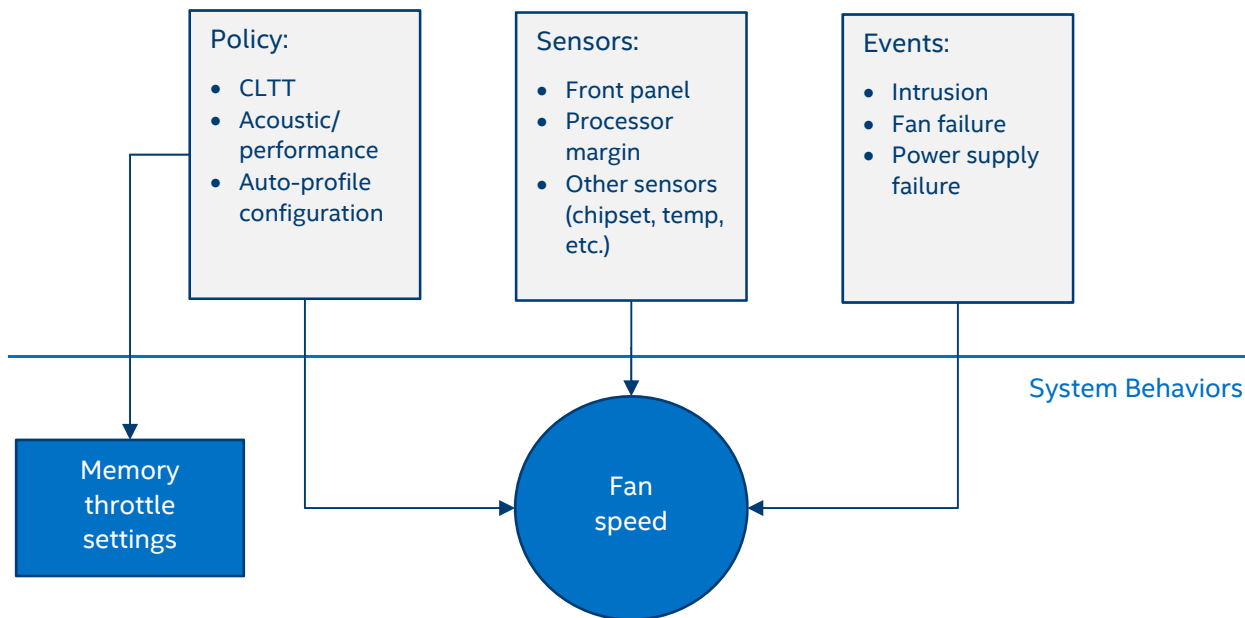 Policy:
• CLTT
• Acoustic/
performance
• Auto-profile
configuration
Sensors:
• Front panel
• Processor
margin
• Other sensors
(chipset, temp,
etc.)
Events:
• Intrusion
• Fan failure
• Power supply
failure
System Behaviors
Memory
throttle
settings
Fan
speed